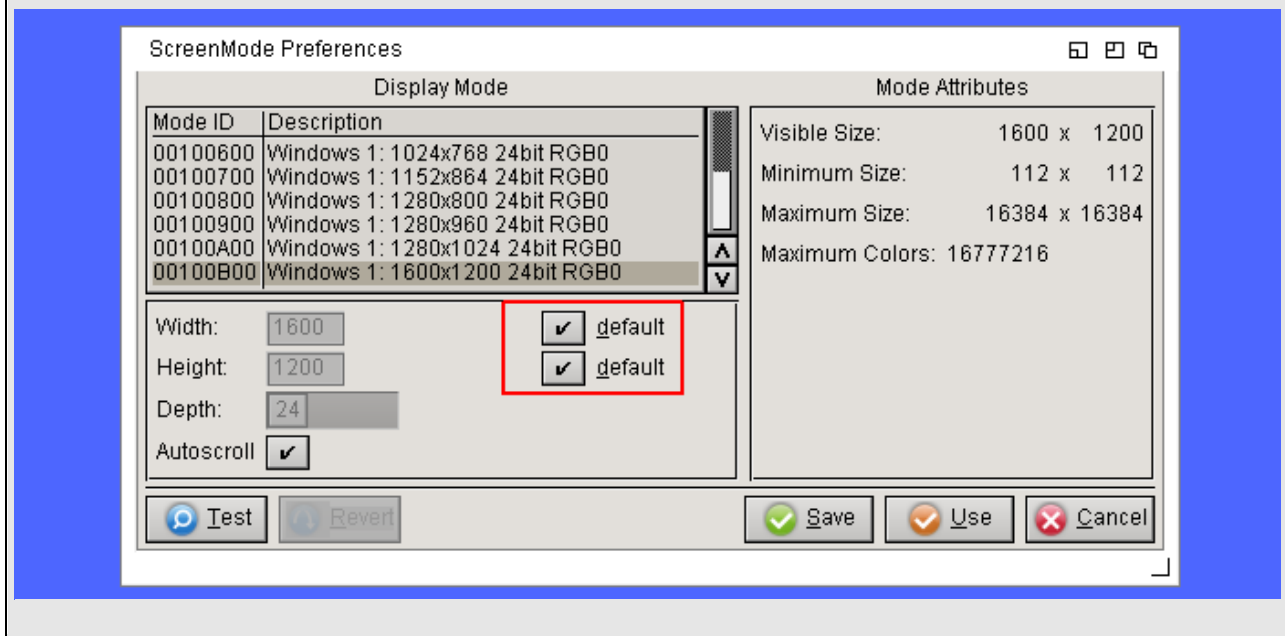 ScreenMode Preferences
Display Mode
Mode ID Description
00100600 Windows 1: 1024x768 24bit RGB0
00100700 Windows 1: 1152x864 24bit RGB0
00100800 Windows 1: 1280x800 24bit RGB0
00100900 Windows 1: 1280x960 24bit RGB0
00100A00 Windows 1: 1280x1024 24bit RGB0
00100B00 Windows 1: 1600x1200 24bit RGB0
Width: 1600 default
Height: 1200 default
Depth: 24
Autoscroll
Mode Attributes
Visible Size: 1600 x 1200
Minimum Size: 112 x 112
Maximum Size: 16384 x 16384
Maximum Colors: 16777216
Test Revert Save Use Cancel